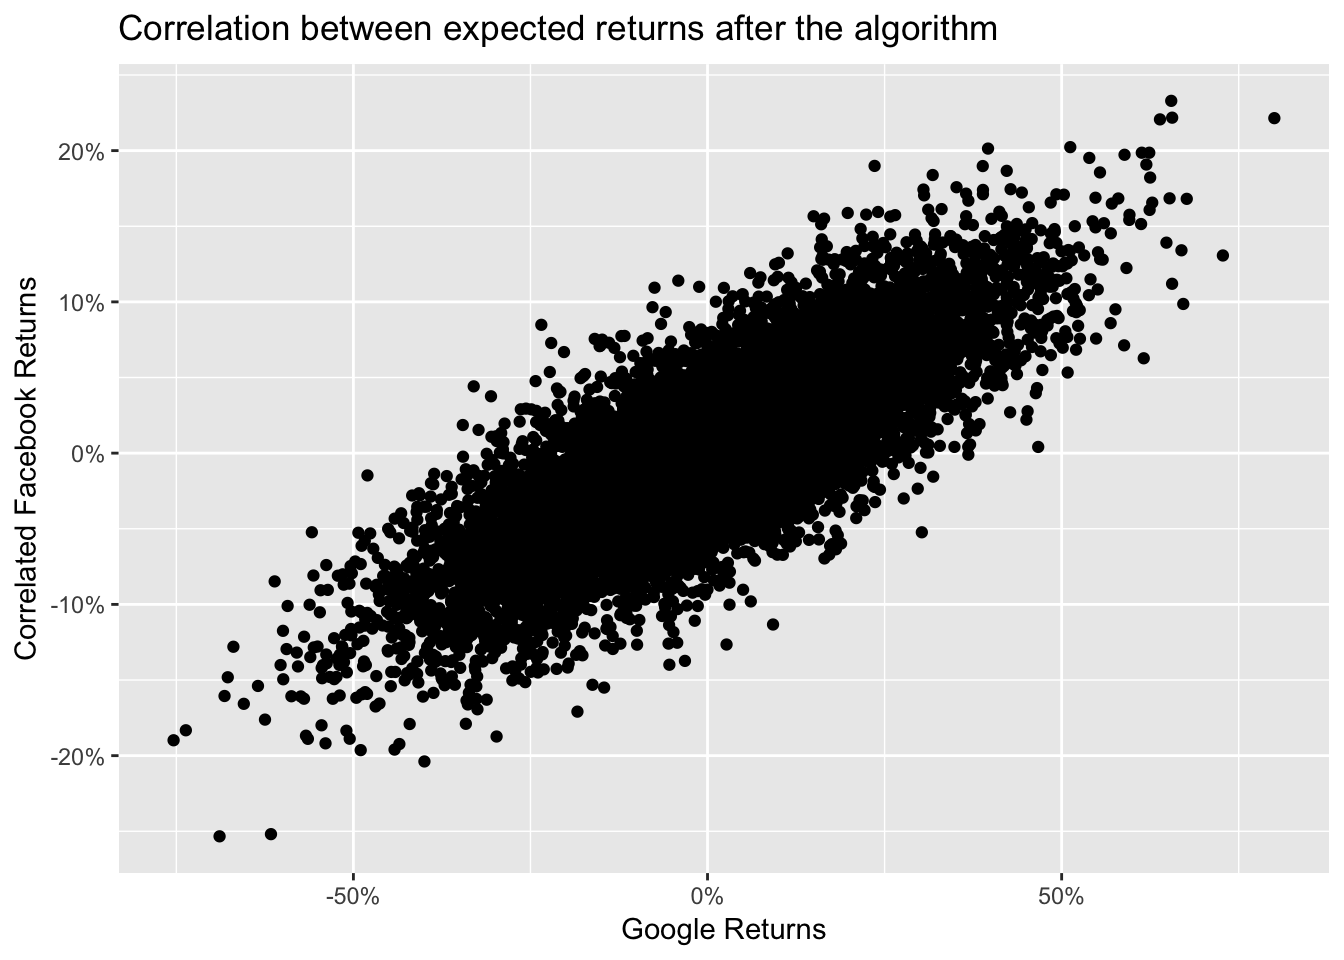 Correlation between expected returns after the algorithm
Correlated Facebook Returns
20%
10%
0%
-10%
-20%
-50%
0%
50%
Google Returns